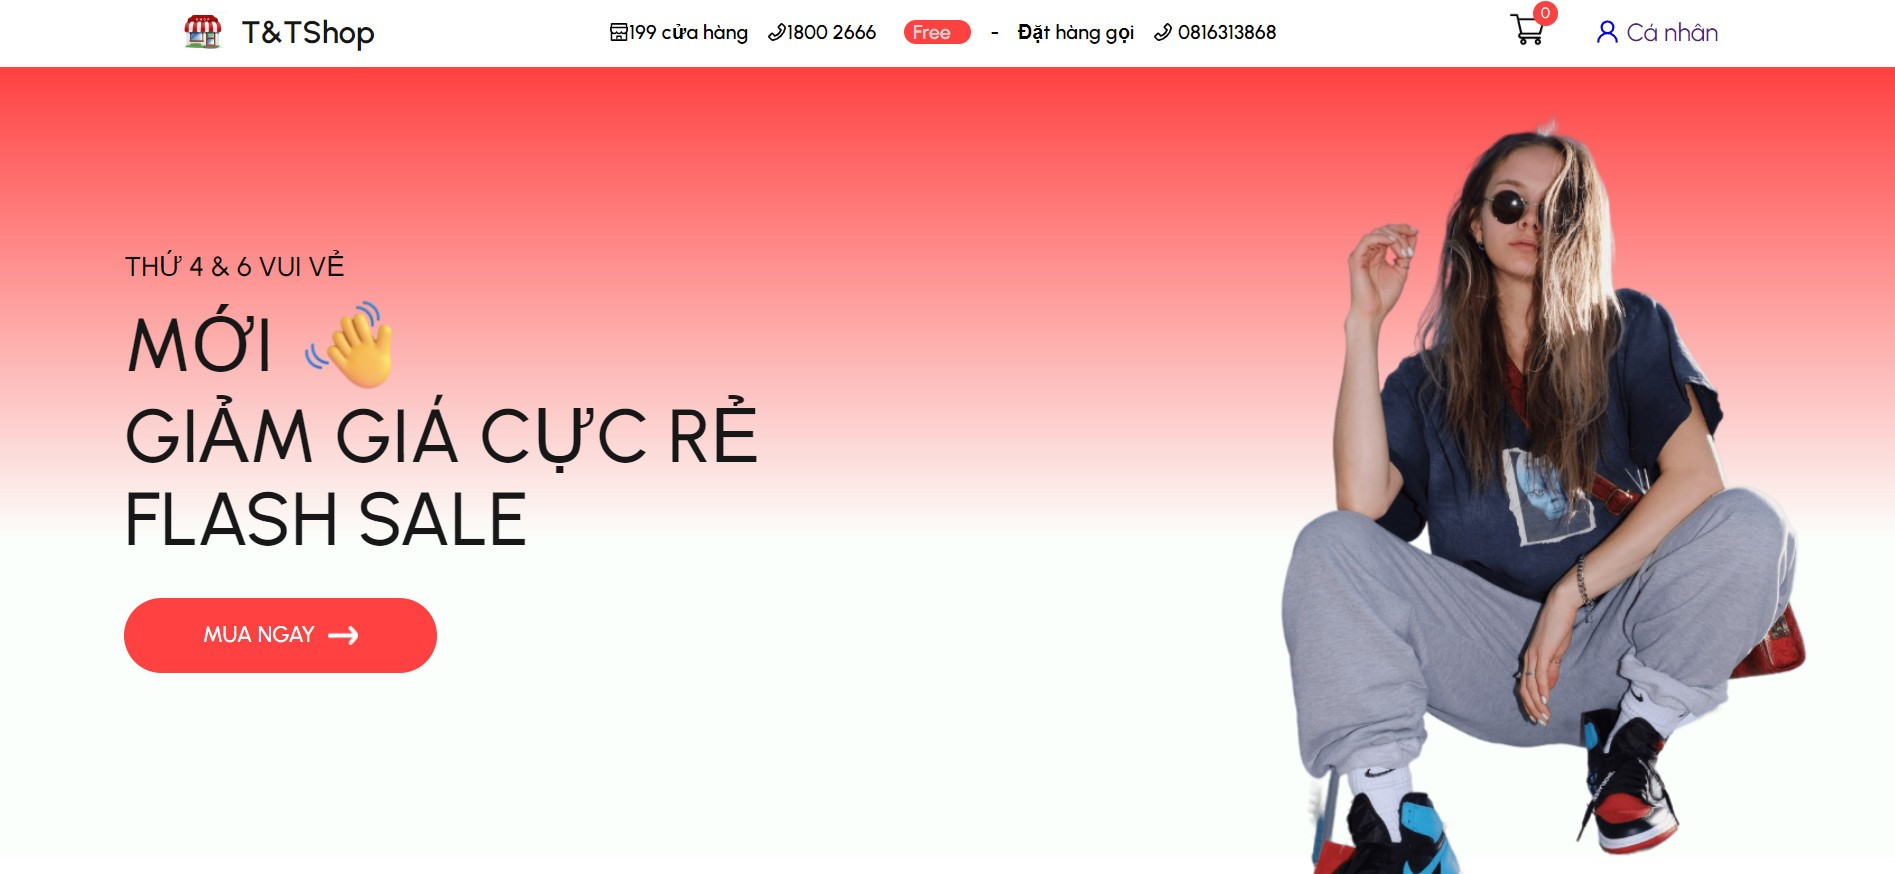 T&TShop
199 cửa hàng 1800 2666 Free - Đặt hàng gọi 0816313868
0
Cá nhân
THỨ 4 & 6 VUI VẺ
MỚI
GIẢM GIÁ CỰC RẺ
FLASH SALE
MUA NGAY